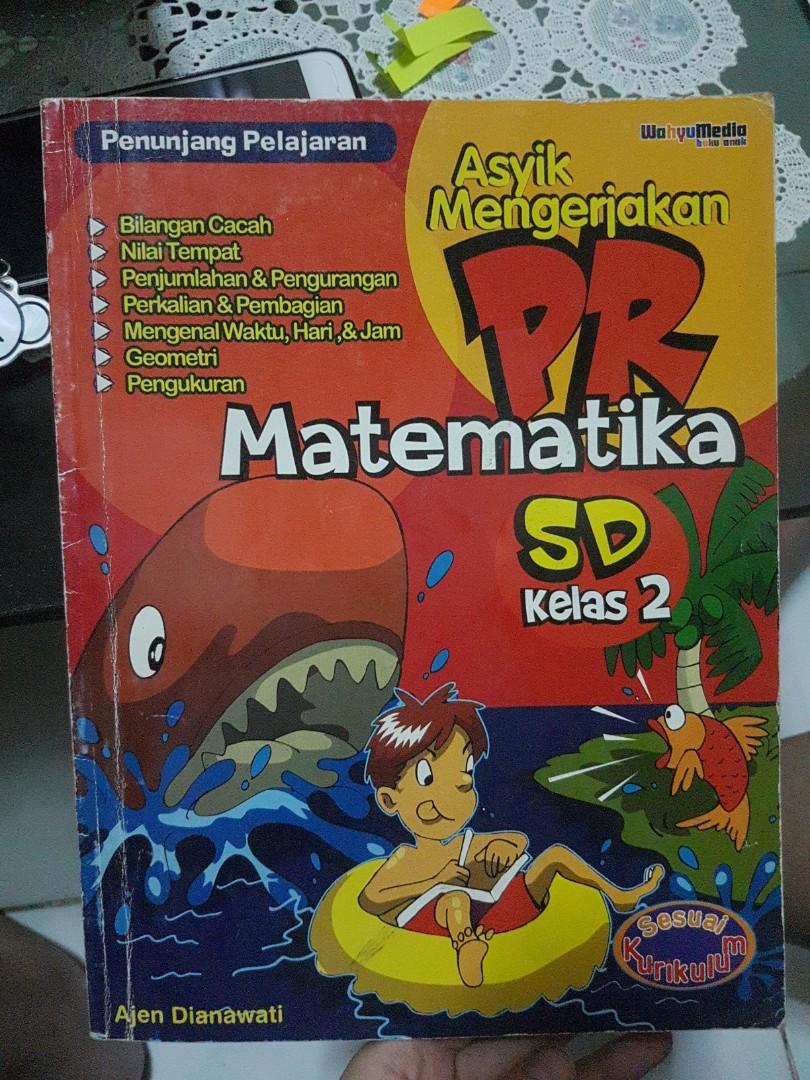 Penunjang Pelajaran
WahyuMedia
buku anak
Bilangan Cacah
Nilai Tempat
Penjumlahan & Pengurangan
Perkalian & Pembagian
Mengenal Waktu, Hari ,& Jam
Geometri
Pengukuran
Asyik
Mengerjakan
PR
Matematika
SD
Kelas 2
Sesuai
Kurikulum
Ajen Dianawati